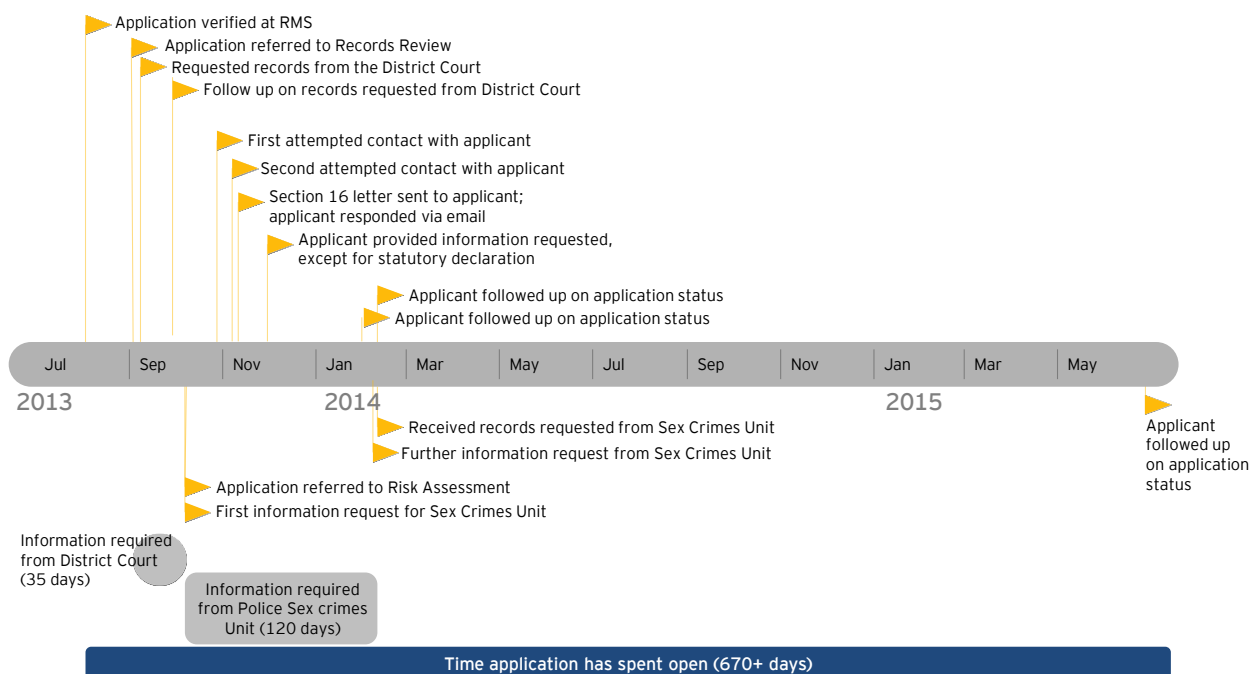 Application verified at RMS
Application referred to Records Review
Requested records from the District Court
Follow up on records requested from District Court
First attempted contact with applicant
Second attempted contact with applicant
Section 16 letter sent to applicant;
applicant responded via email
Applicant provided information requested,
except for statutory declaration
Applicant followed up on application status
Applicant followed up on application status
Jul Sep Nov Jan Mar May Jul Sep Nov Jan Mar May
2013 2014 2015
Received records requested from Sex Crimes Unit
Further information request from Sex Crimes Unit
Applicant
followed up
on application
status
Application referred to Risk Assessment
First information request for Sex Crimes Unit
Information required
from District Court
(35 days)
Information required
from Police Sex crimes
Unit (120 days)
Time application has spent open (670+ days)